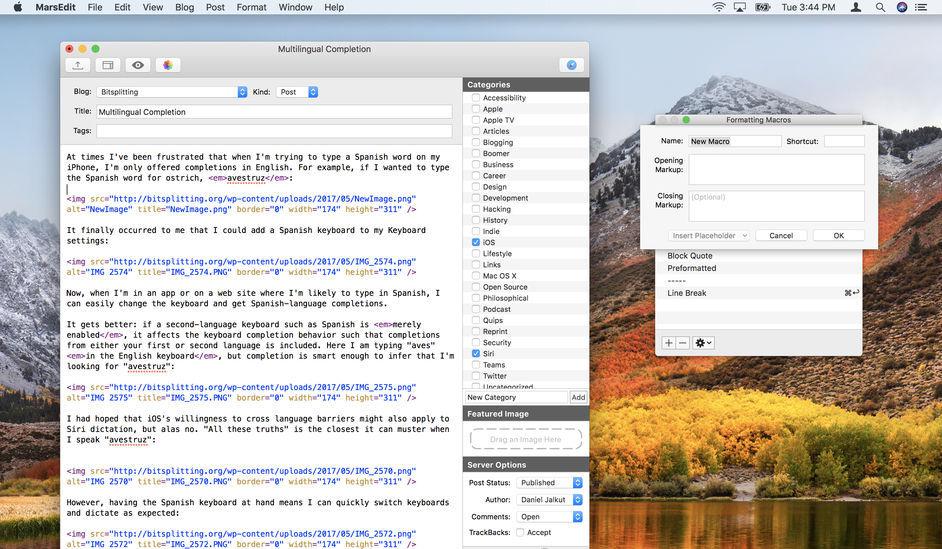 MarsEdit File Edit View Blog Post Format Window Help
Tue 3:44 PM
Multilingual Completion
Blog: Bitsplitting Kind: Post
Title: Multilingual Completion
Tags:
At times I've been frustrated that when I'm trying to type a Spanish word on my
iPhone, I'm only offered completions in English. For example, if I wanted to type
the Spanish word for ostrich, <em>avestruz</em>:
<img src="http://bitsplitting.org/wp-content/uploads/2017/05/NewImage.png"
alt="NewImage" title="NewImage.png" border="0" width="174" height="311" />
It finally occurred to me that I could add a Spanish keyboard to my Keyboard
settings:
<img src="http://bitsplitting.org/wp-content/uploads/2017/05/IMG_2574.png"
alt="IMG 2574" title="IMG_2574.PNG" border="0" width="174" height="311" />
Now, when I'm in an app or on a web site where I'm likely to type in Spanish, I
can easily change the keyboard and get Spanish-language completions.
It gets better: if a second-language keyboard such as Spanish is <em>merely
enabled</em>, it affects the keyboard completion behavior such that completions
from either your first or second language is included. Here I am typing "aves"
<em>in the English keyboard</em>, but completion is smart enough to infer that I'm
looking for "avestruz":
<img src="http://bitsplitting.org/wp-content/uploads/2017/05/IMG_2575.png"
alt="IMG 2575" title="IMG_2575.PNG" border="0" width="174" height="311" />
I had hoped that iOS's willingness to cross language barriers might also apply to
Siri dictation, but alas no. "All these truths" is the closest it can muster when
I speak "avestruz":
<img src="http://bitsplitting.org/wp-content/uploads/2017/05/IMG_2570.png"
alt="IMG 2570" title="IMG_2570.PNG" border="0" width="174" height="311" />
However, having the Spanish keyboard at hand means I can quickly switch keyboards
and dictate as expected:
<img src="http://bitsplitting.org/wp-content/uploads/2017/05/IMG_2572.png"
alt="IMG 2572" title="IMG_2572.PNG" border="0" width="174" height="311" />
Categories
Accessibility
Apple
Apple TV
Articles
Blogging
Boomer
Business
Career
Design
Development
Hacking
History
Indie
iOS
Lifestyle
Links
Mac OS X
Open Source
Philosophical
Podcast
Quips
Reprint
Security
Siri
Teams
Twitter
Uncategorized
New Category Add
Featured Image
Drag an Image Here
Server Options
Post Status: Published
Author: Daniel Jalkut
Comments: Open
TrackBacks: Accept
Formatting Macros
Name: New Macro Shortcut:
Opening
Markup:
Closing
Markup:
(Optional)
Insert Placeholder Cancel OK
Block Quote
Preformatted
-----
Line Break ⌘↩